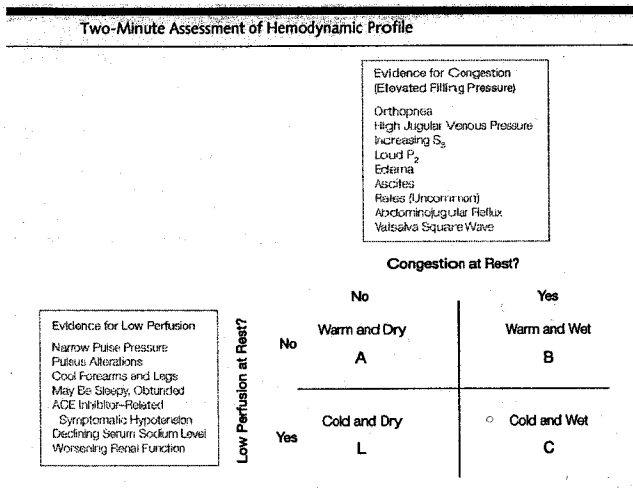 Two-Minute Assessment of Hemodynamic Profile
Evidence for Congestion
(Elevated Filling Pressure)
Orthopnea
High Jugular Venous Pressure
Increasing S3
Loud P2
Edema
Ascites
Rales (Uncommon)
Abdominojugular Reflux
Valsalva Square Wave
Congestion at Rest?
No
Yes
Evidence for Low Perfusion
Narrow Pulse Pressure
Pulsus Alterations
Cool Forearms and Legs
May Be Sleepy, Obtunded
ACE Inhibitor-Related
Symptomatic Hypotension
Declining Serum Sodium Level
Worsening Renal Function
Low Perfusion at Rest?
No
Warm and Dry
A
Warm and Wet
B
Yes
Cold and Dry
L
Cold and Wet
C